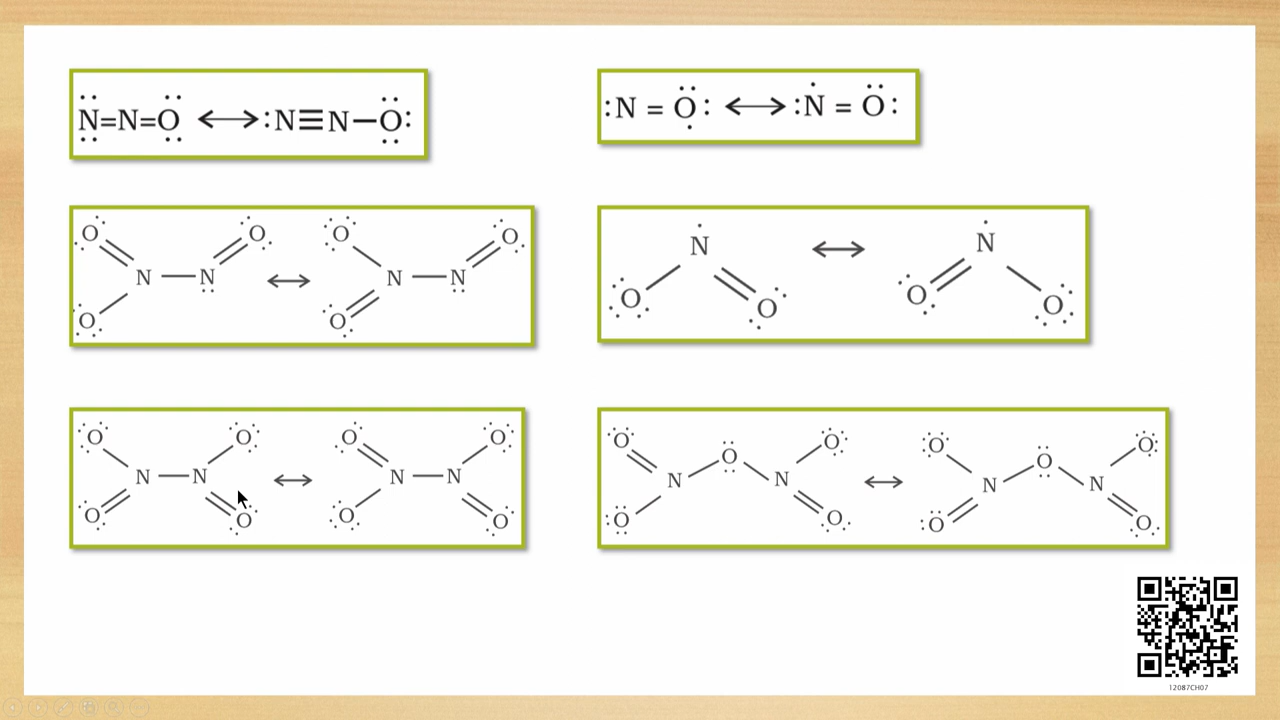 N=N=O ⟷ :N≡N—O:
:N = O: ⟷ :N = O:
O O O O
N — N ⟷ N — N
O O
N N
⟷
O O O O
O O O O
N — N ⟷ N — N
O O O O
O O O O O O
N N ⟷ N N
O O O O
12087CH07